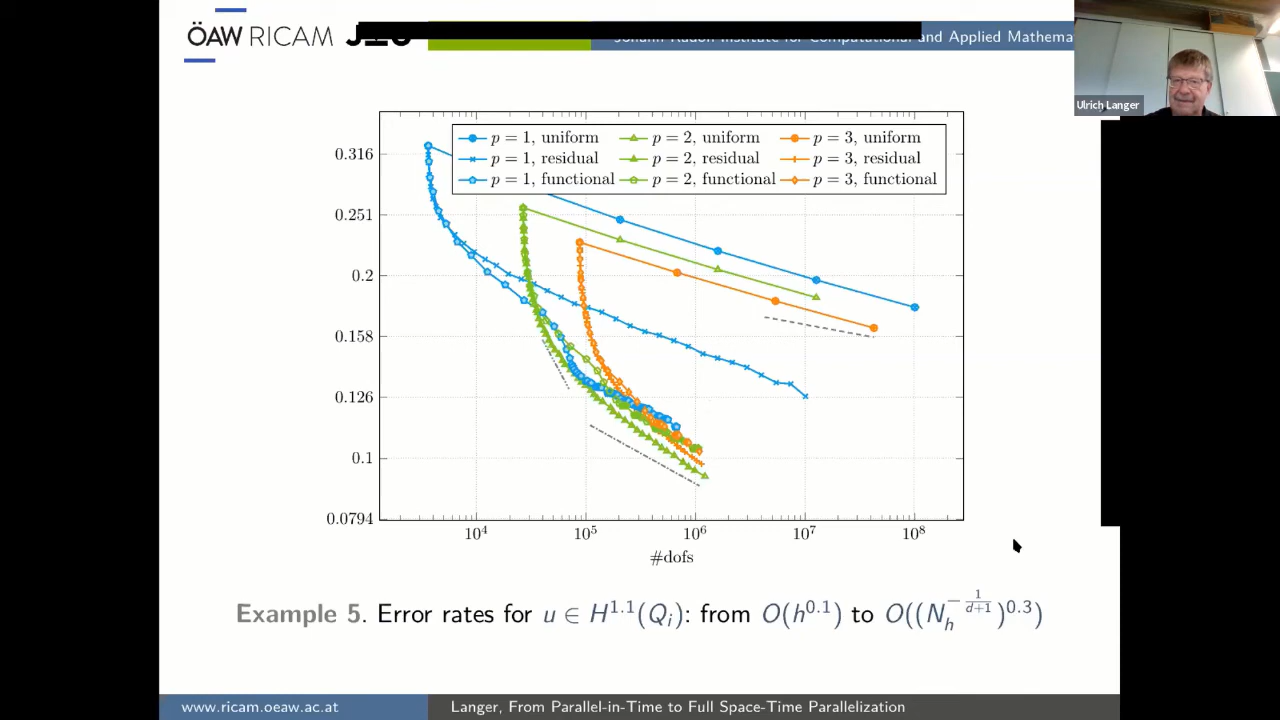 ÖAW RICAM
Johann Radon Institute for Computational and Applied Mathema
Ulrich Langer
p = 1, uniform p = 2, uniform p = 3, uniform
p = 1, residual p = 2, residual p = 3, residual
p = 1, functional p = 2, functional p = 3, functional
0.316
0.251
0.2
0.158
0.126
0.1
0.0794
10^4 10^5 10^6 10^7 10^8
#dofs
Example 5. Error rates for u ∈ H^{1.1}(Q_i): from O(h^{0.1}) to O((N_h^{-\frac{1}{d+1}})^{0.3})
www.ricam.oeaw.ac.at Langer, From Parallel-in-Time to Full Space-Time Parallelization